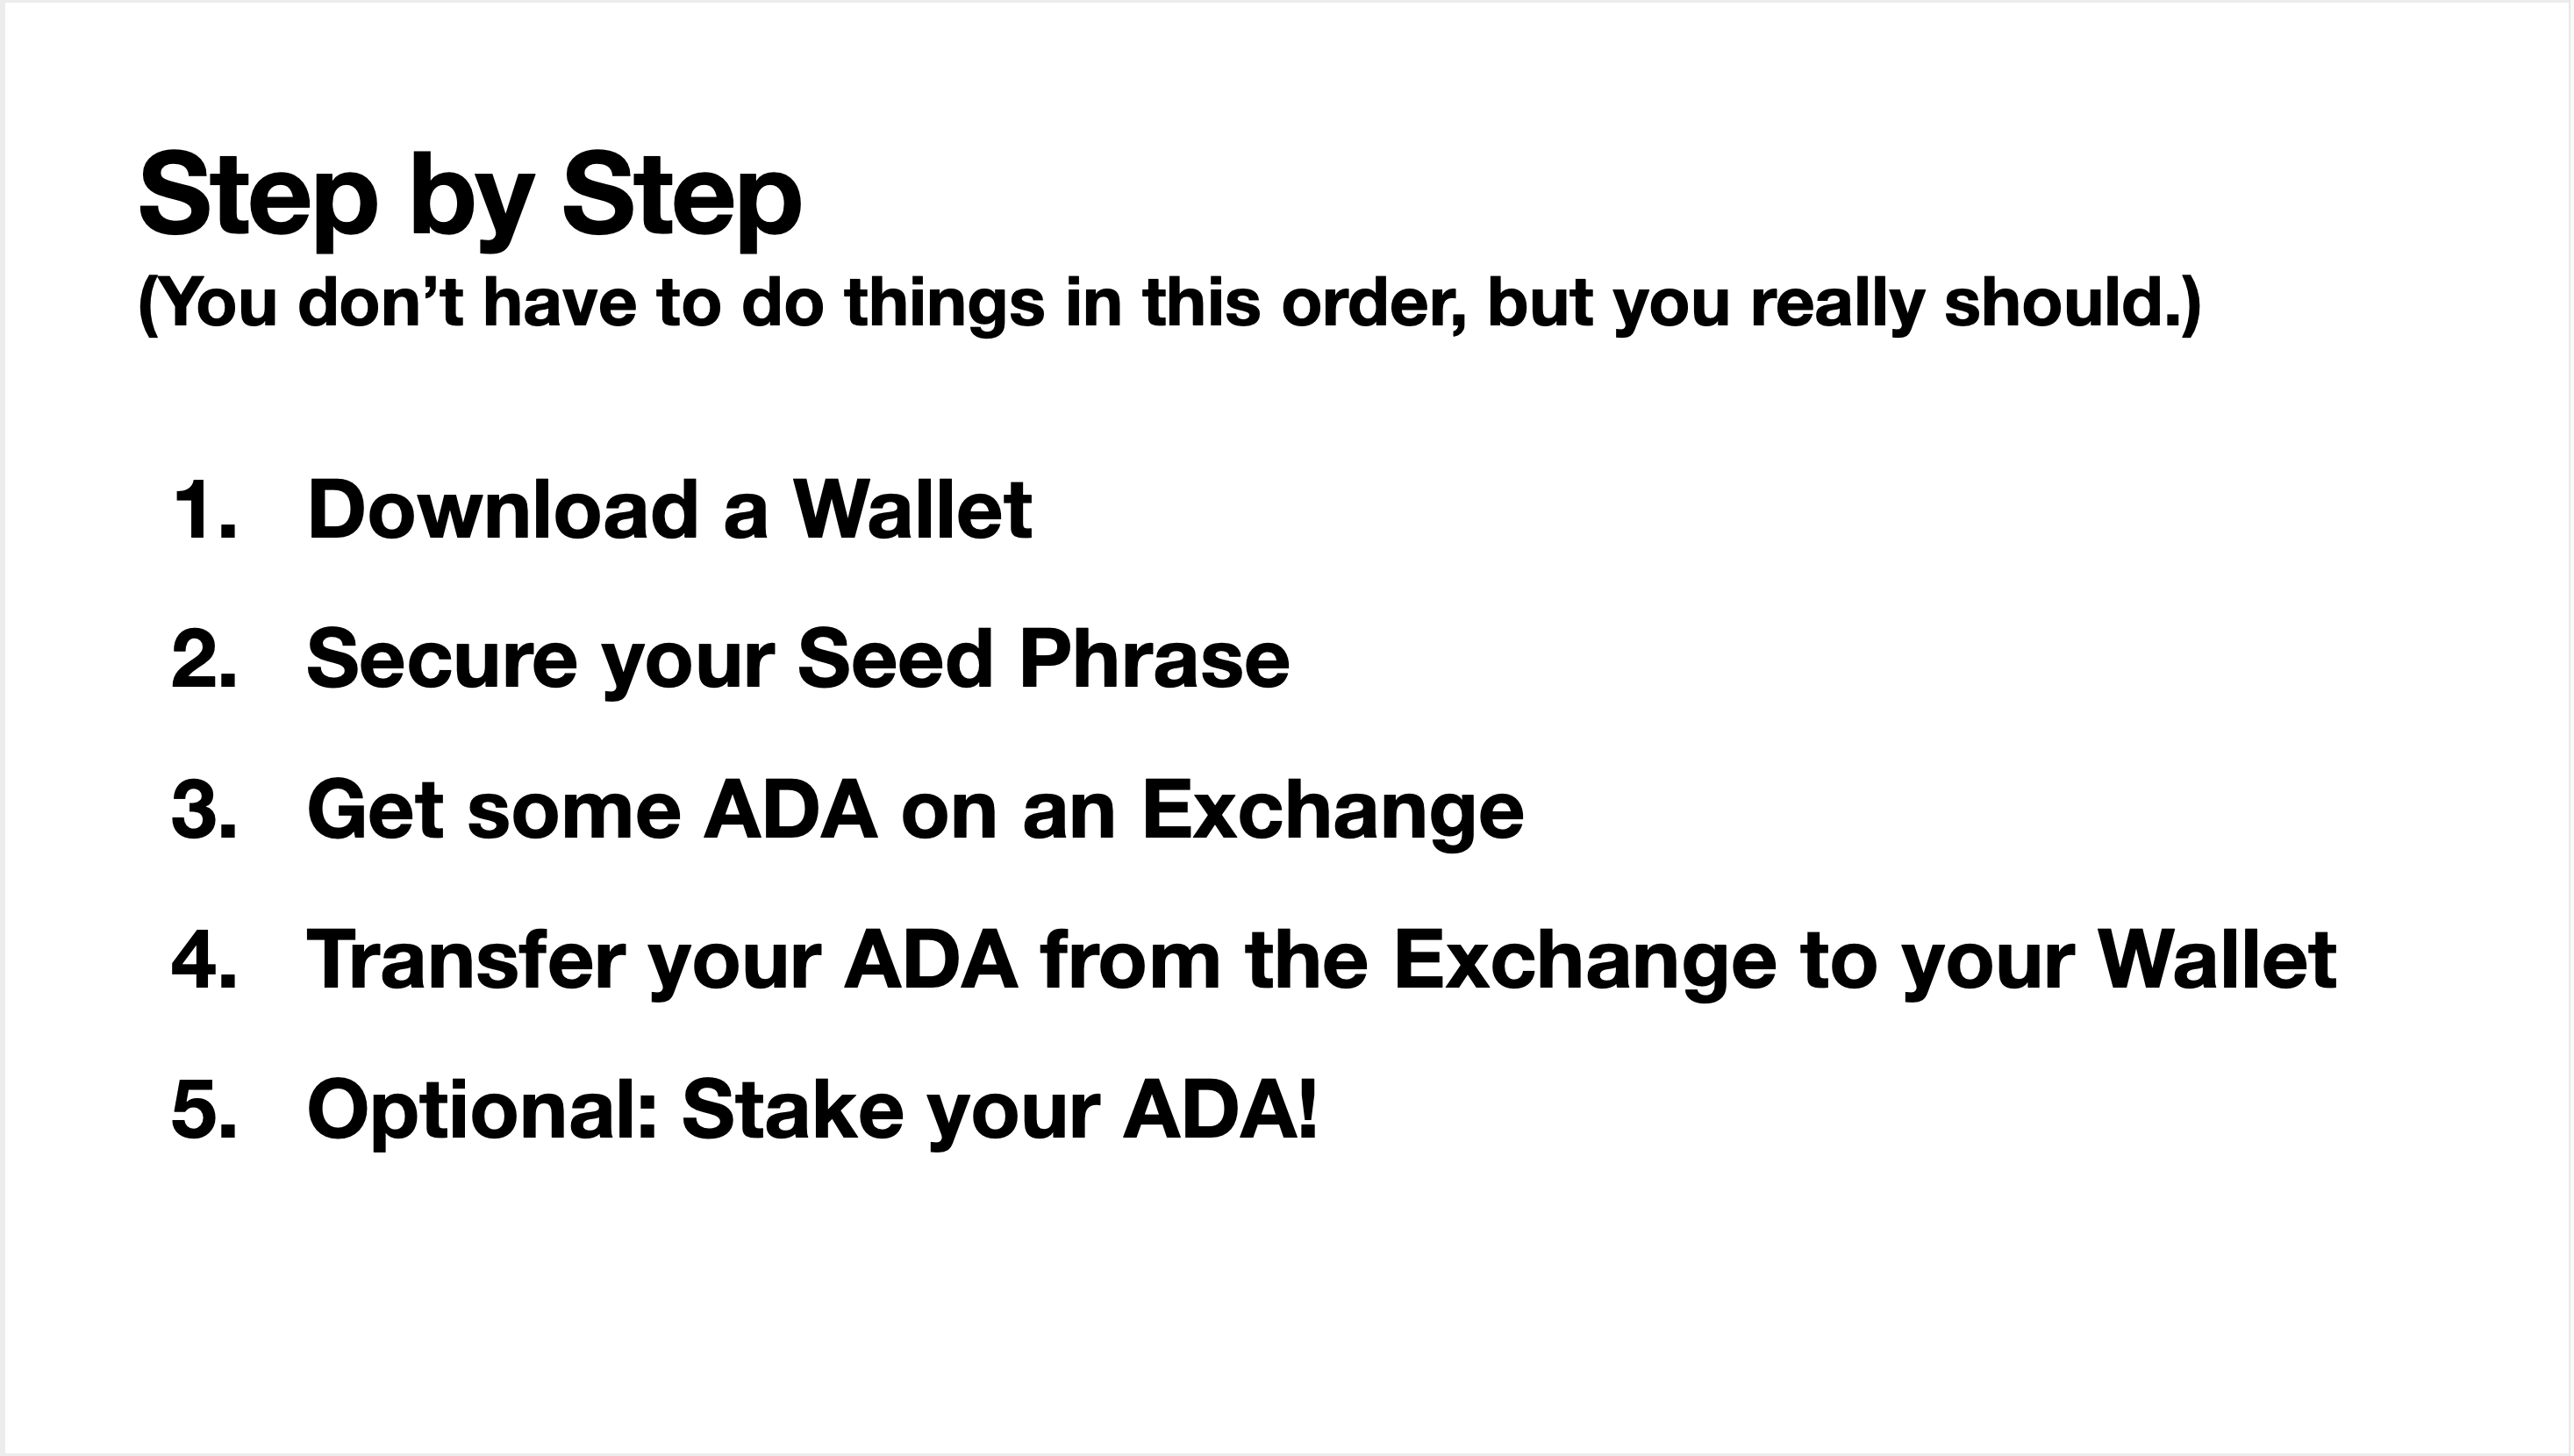 Step by Step
(You don’t have to do things in this order, but you really should.)
1. Download a Wallet
2. Secure your Seed Phrase
3. Get some ADA on an Exchange
4. Transfer your ADA from the Exchange to your Wallet
5. Optional: Stake your ADA!